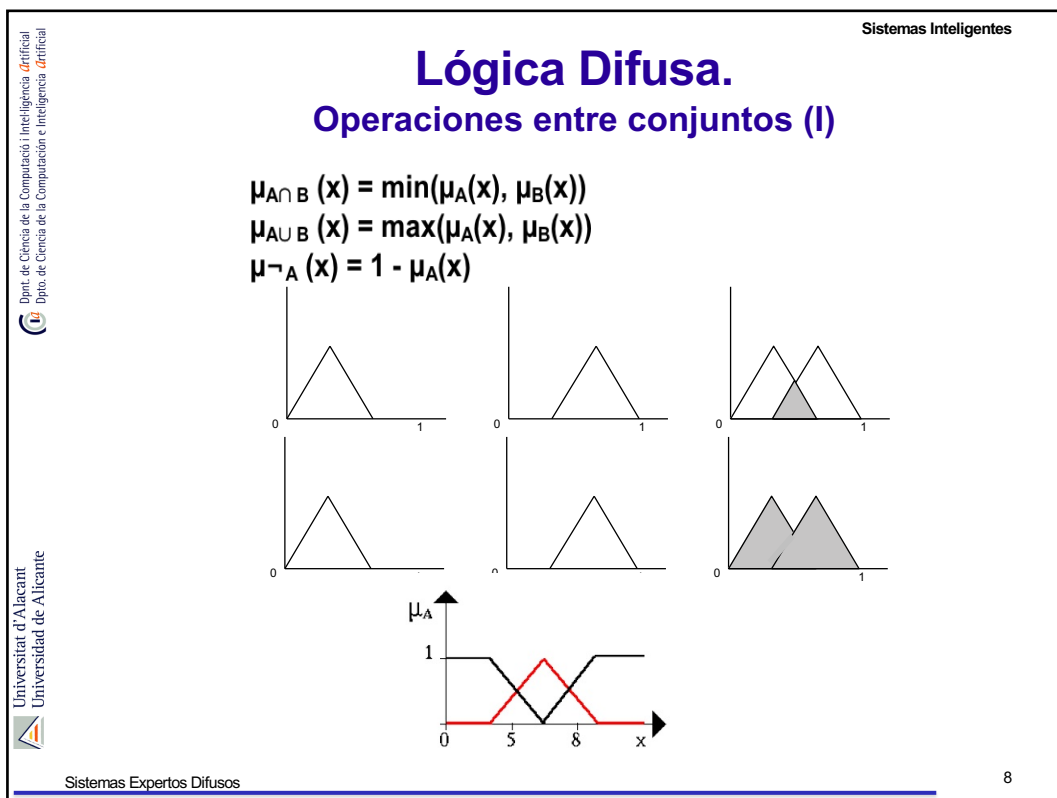 Sistemas Inteligentes
Dpnt. de Ciència de la Computació i Intel·ligència Artificial
Dpto. de Ciencia de la Computación e Inteligencia Artificial
Lógica Difusa.
Operaciones entre conjuntos (I)
μA∩ B (x) = min(μA(x), μB(x))
μA∪ B (x) = max(μA(x), μB(x))
μ¬A (x) = 1 - μA(x)
0 1 0 1 0 1
0 0 1
μA
1
0 5 8 x
Universitat d'Alacant
Universidad de Alicante
Sistemas Expertos Difusos 8